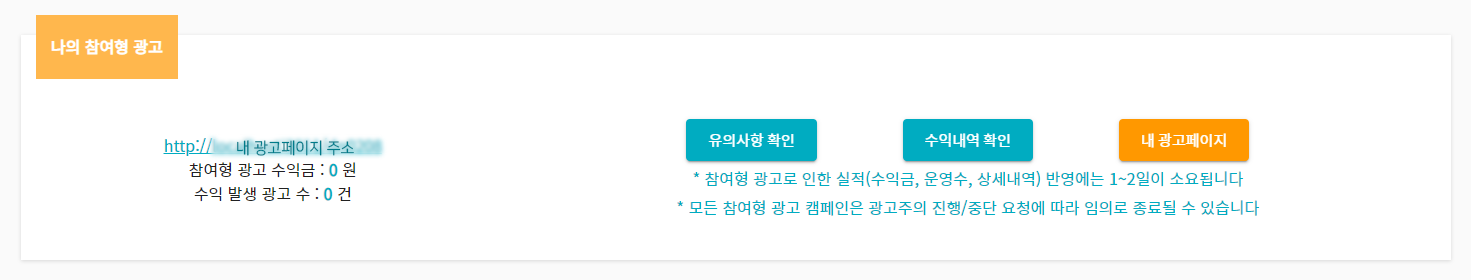 나의 참여형 광고
http://내 광고페이지 주소
참여형 광고 수익금 : 0 원
수익 발생 광고 수 : 0 건
유의사항 확인
수익내역 확인
내 광고페이지
* 참여형 광고로 인한 실적(수익금, 운영수, 상세내역) 반영에는 1~2일이 소요됩니다
* 모든 참여형 광고 캠페인은 광고주의 진행/중단 요청에 따라 임의로 종료될 수 있습니다